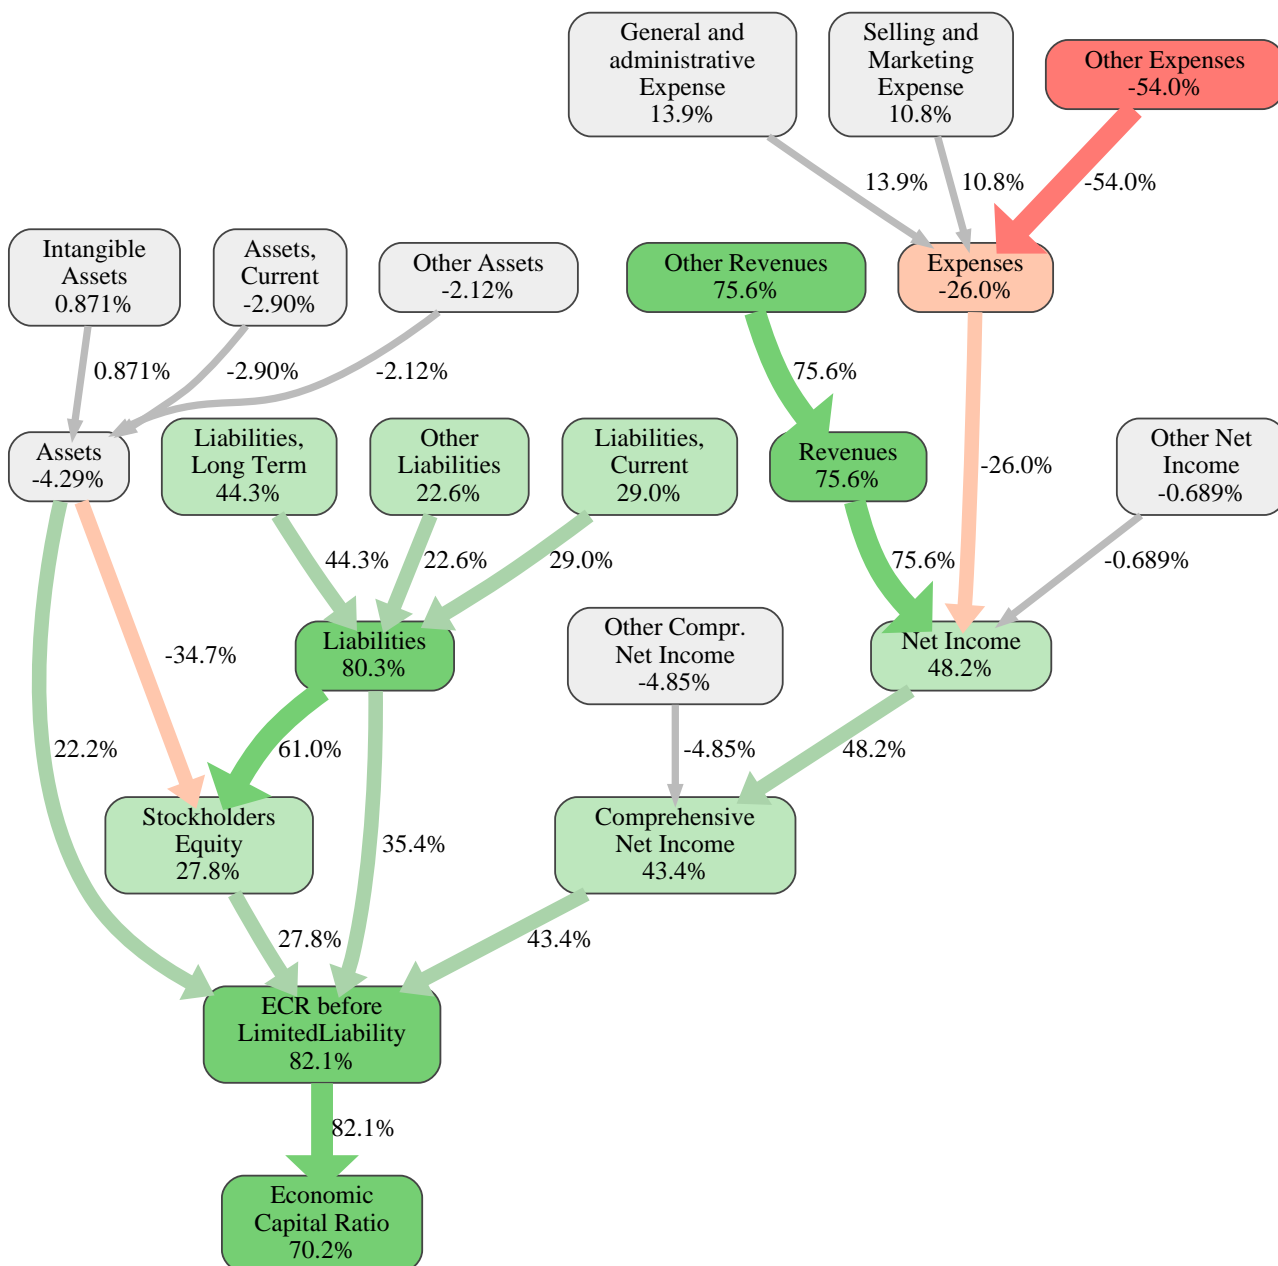 General and
administrative
Expense
13.9%
Selling and
Marketing
Expense
10.8%
Other Expenses
-54.0%
13.9%
10.8%
-54.0%
Intangible
Assets
0.871%
Assets,
Current
-2.90%
Other Assets
-2.12%
Other Revenues
75.6%
Expenses
-26.0%
0.871%
-2.90%
-2.12%
75.6%
-26.0%
Assets
-4.29%
Liabilities,
Long Term
44.3%
Other
Liabilities
22.6%
Liabilities,
Current
29.0%
Revenues
75.6%
Other Net
Income
-0.689%
44.3%
22.6%
29.0%
75.6%
-0.689%
-34.7%
Liabilities
80.3%
Other Compr.
Net Income
-4.85%
Net Income
48.2%
22.2%
61.0%
-4.85%
48.2%
Stockholders
Equity
27.8%
35.4%
Comprehensive
Net Income
43.4%
27.8%
43.4%
ECR before
LimitedLiability
82.1%
82.1%
Economic
Capital Ratio
70.2%